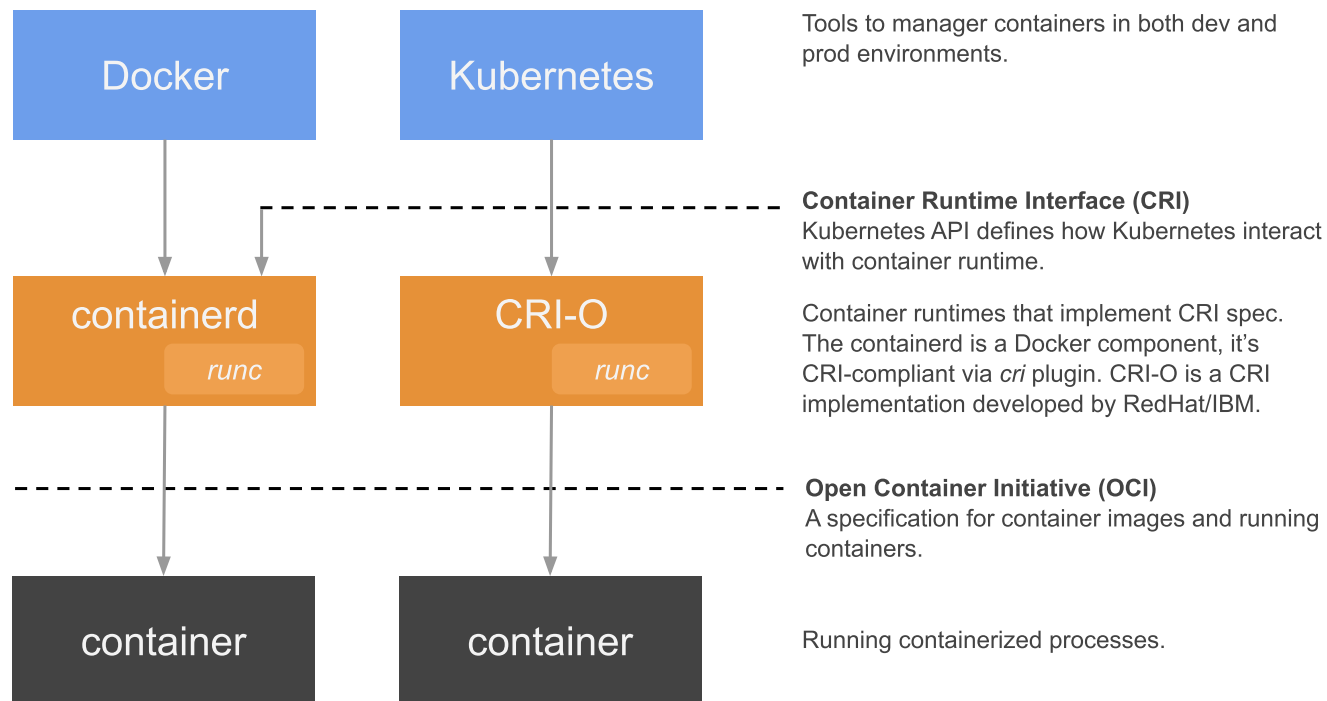 Docker
Kubernetes
Tools to manager containers in both dev and
prod environments.
Container Runtime Interface (CRI)
Kubernetes API defines how Kubernetes interact
with container runtime.
containerd
runc
CRI-O
runc
Container runtimes that implement CRI spec.
The containerd is a Docker component, it’s
CRI-compliant via cri plugin. CRI-O is a CRI
implementation developed by RedHat/IBM.
Open Container Initiative (OCI)
A specification for container images and running
containers.
container
container
Running containerized processes.